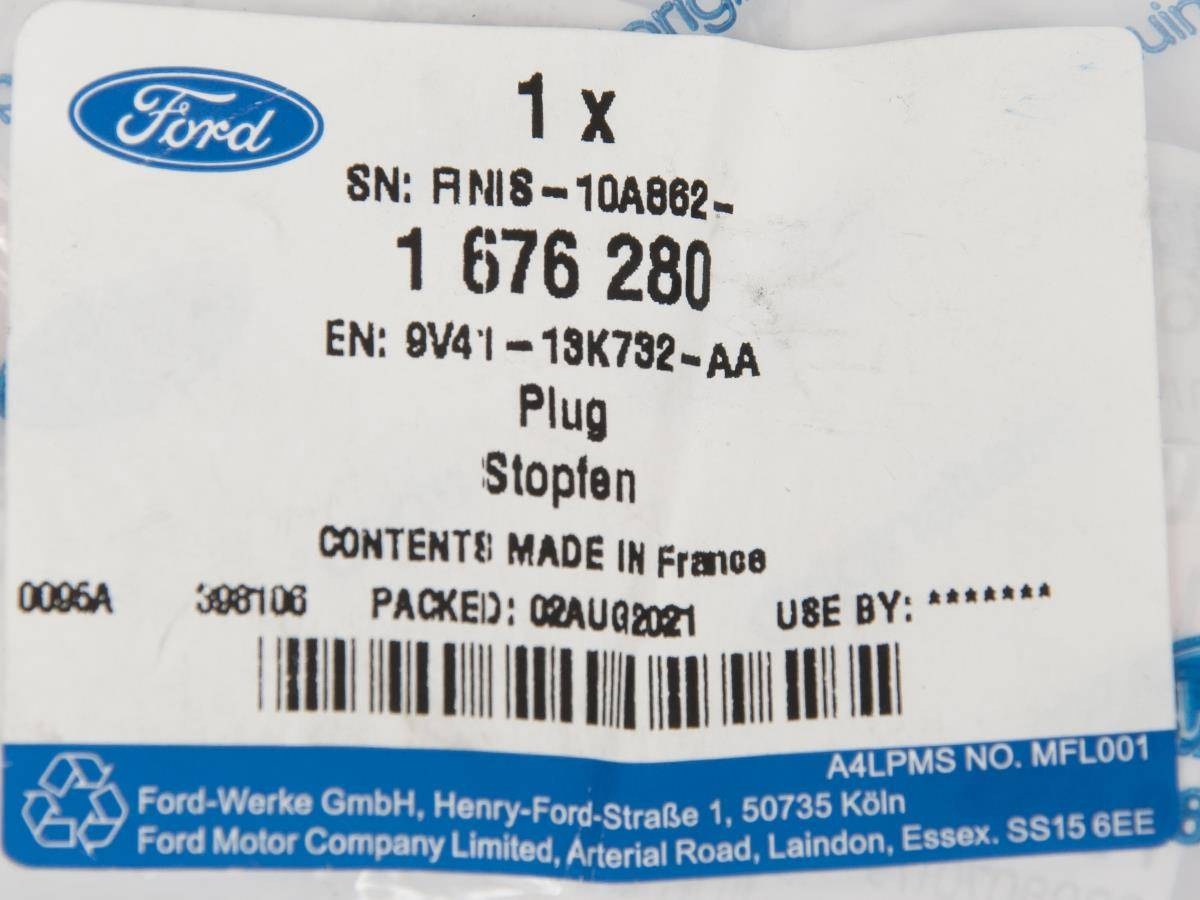 Ford
1 x
SN: FINIS-10A862-
1 676 280
EN: 9V41-13K732-AA
Plug
Stopfen
CONTENTS MADE IN France
0095A 398106 PACKED: 02AUG2021 USE BY: *******
A4LPMS NO. MFL001
Ford-Werke GmbH, Henry-Ford-Straße 1, 50735 Köln
Ford Motor Company Limited, Arterial Road, Laindon, Essex. SS15 6EE